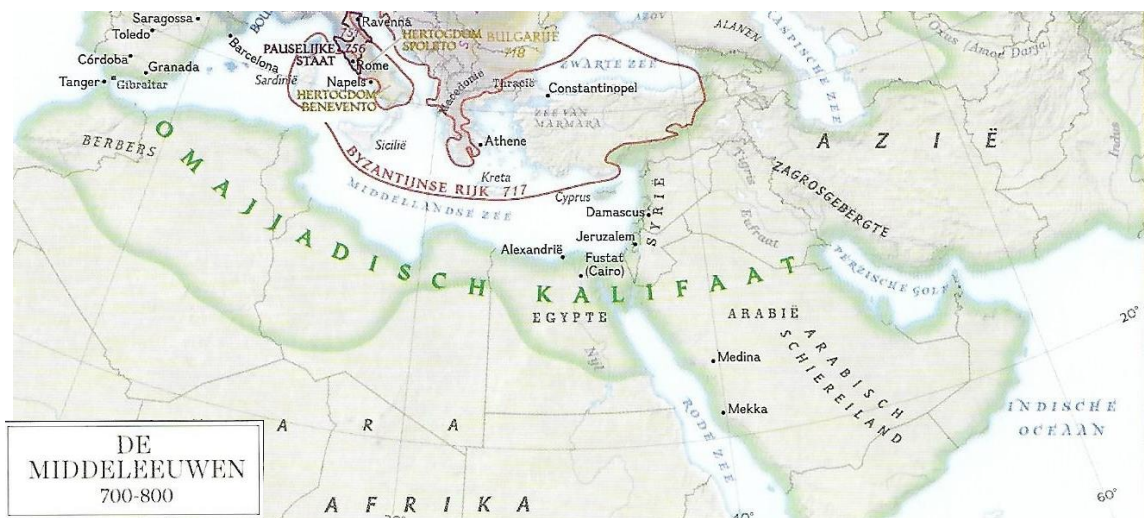 Saragossa
Toledo
Córdoba
Granada
Tanger
Gibraltar
Barcelona
Sardinië
Ravenna
751
PAUSELIJKE 756
STAAT
Rome
Napels
HERTOGDOM
SPOLETO
HERTOGDOM
BENEVENTO
BULGARIJE
718
AZOV
ALANEN
KASPISCHE ZEE
Oxus (Amoe Darja)
Indus
ZWARTE ZEE
Macedonië
Thracië
Constantinopel
ZEE VAN
MARMARA
Athene
Sicilië
Kreta
Cyprus
BYZANTIJNSE RIJK 717
MIDDELLANDSE ZEE
BERBERS
OMAJJADISCH KALIFAAT
AZIË
ZAGROSGEBERGTE
Tigris
Eufraat
SYRIË
Damascus
Jeruzalem
Alexandrië
Fustat
(Cairo)
EGYPTE
Nijl
PERZISCHE GOLF
ARABIË
ARABISCH
SCHIEREILAND
Medina
Mekka
RODE ZEE
INDISCHE
OCEAAN
20°
60°
40°
A R A
AFRIKA
DE
MIDDELEEUWEN
700-800